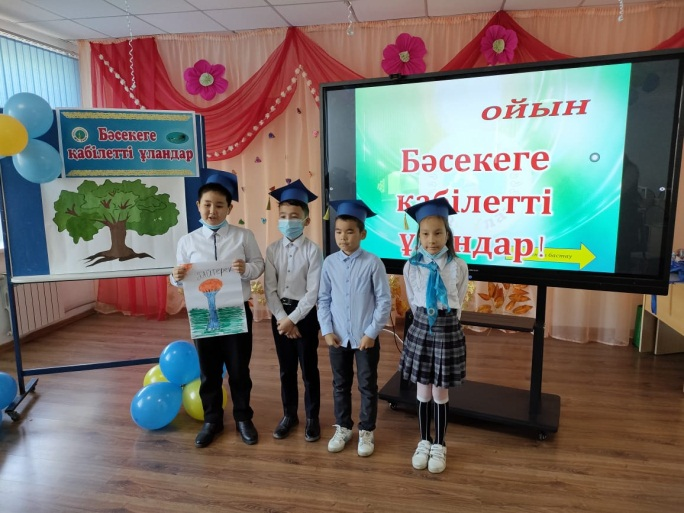 Бәсекеге
қабілетті ұландар
ойын
Бәсекеге
қабілетті
ұландар!